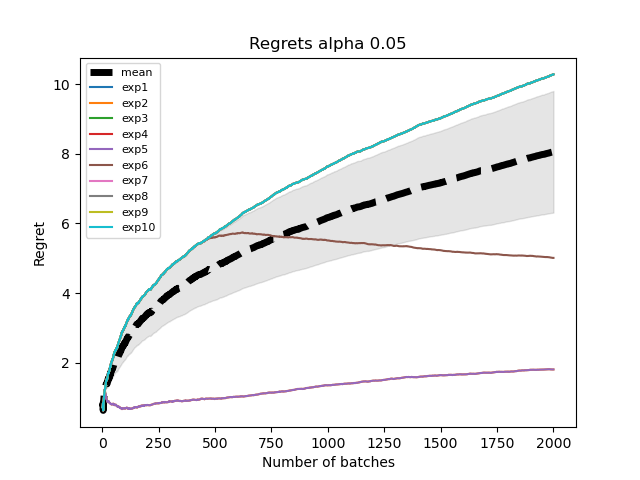 Regrets alpha 0.05
Regret
10
8
6
4
2
mean
exp1
exp2
exp3
exp4
exp5
exp6
exp7
exp8
exp9
exp10
0 250 500 750 1000 1250 1500 1750 2000
Number of batches